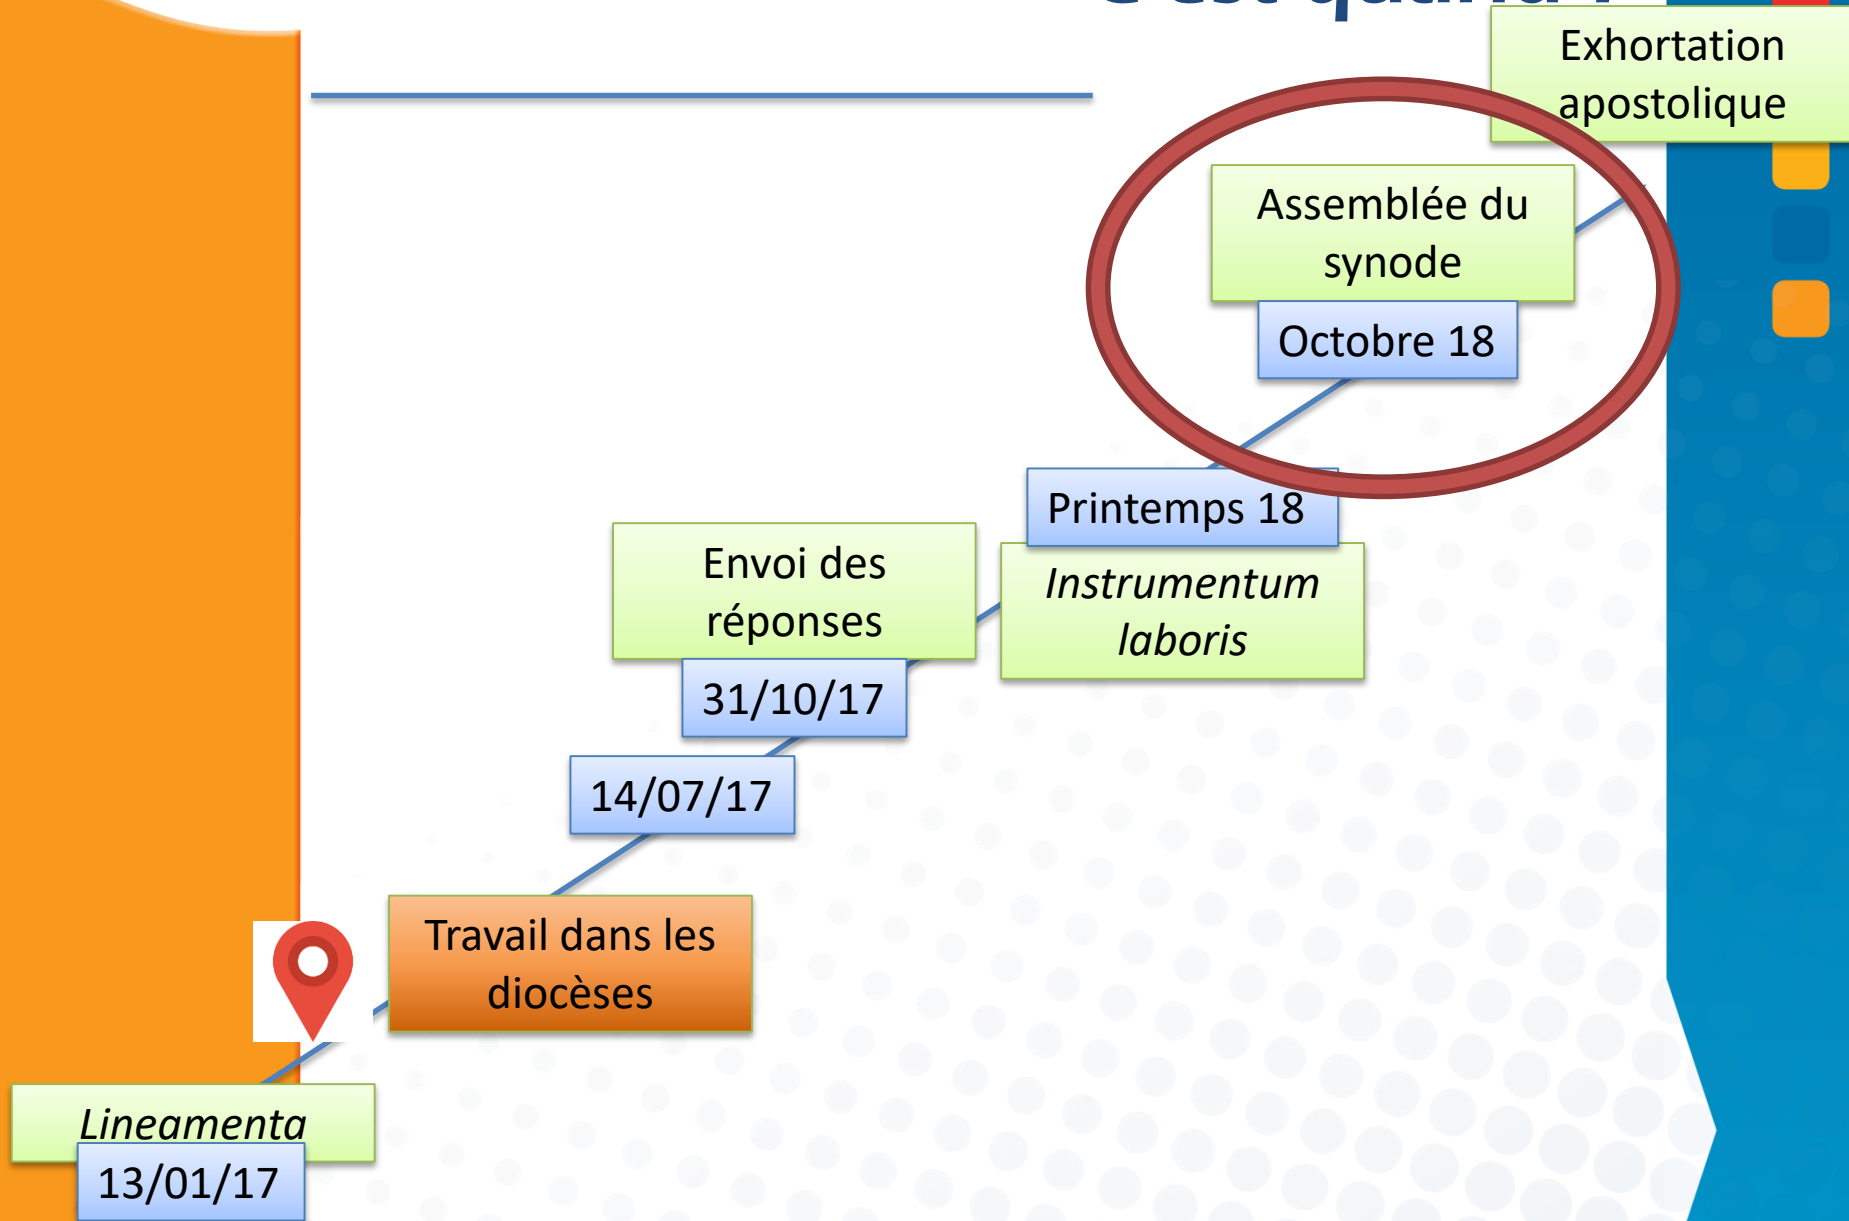 Exhortation
apostolique
Assemblée du
synode
Octobre 18
Printemps 18
Instrumentum
laboris
Envoi des
réponses
31/10/17
14/07/17
Travail dans les
diocèses
Lineamenta
13/01/17